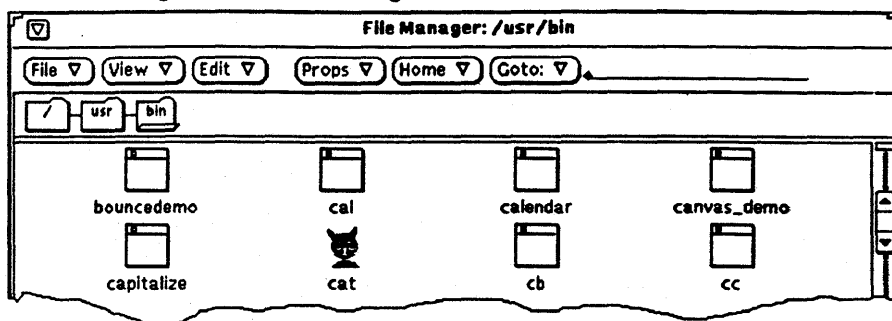 File Manager: /usr/bin
File View Edit Props Home Goto:
/ usr bin
bouncedemo cal calendar canvas_demo
capitalize cat cb cc